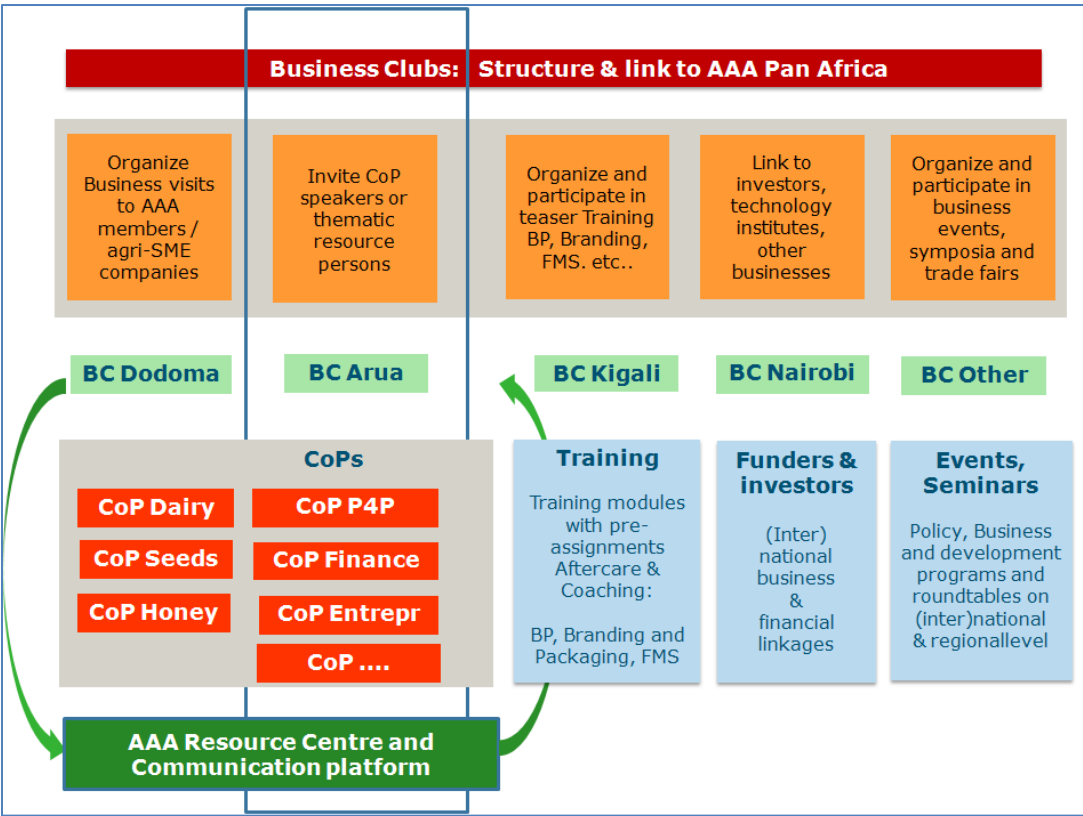 Business Clubs: Structure & link to AAA Pan Africa
Organize
Business visits
to AAA
members /
agri-SME
companies
Invite CoP
speakers or
thematic
resource
persons
Organize and
participate in
teaser Training
BP, Branding,
FMS. etc..
Link to
investors,
technology
institutes,
other
businesses
Organize and
participate in
business
events,
symposia and
trade fairs
BC Dodoma
BC Arua
BC Kigali
BC Nairobi
BC Other
CoPs
CoP Dairy
CoP P4P
CoP Seeds
CoP Finance
CoP Honey
CoP Entrepr
CoP ....
Training
Training modules
with pre-
assignments
Aftercare &
Coaching:
BP, Branding and
Packaging, FMS
Funders &
investors
(Inter)
national
business
&
financial
linkages
Events,
Seminars
Policy, Business
and development
programs and
roundtables on
(inter)national
& regionallevel
AAA Resource Centre and
Communication platform